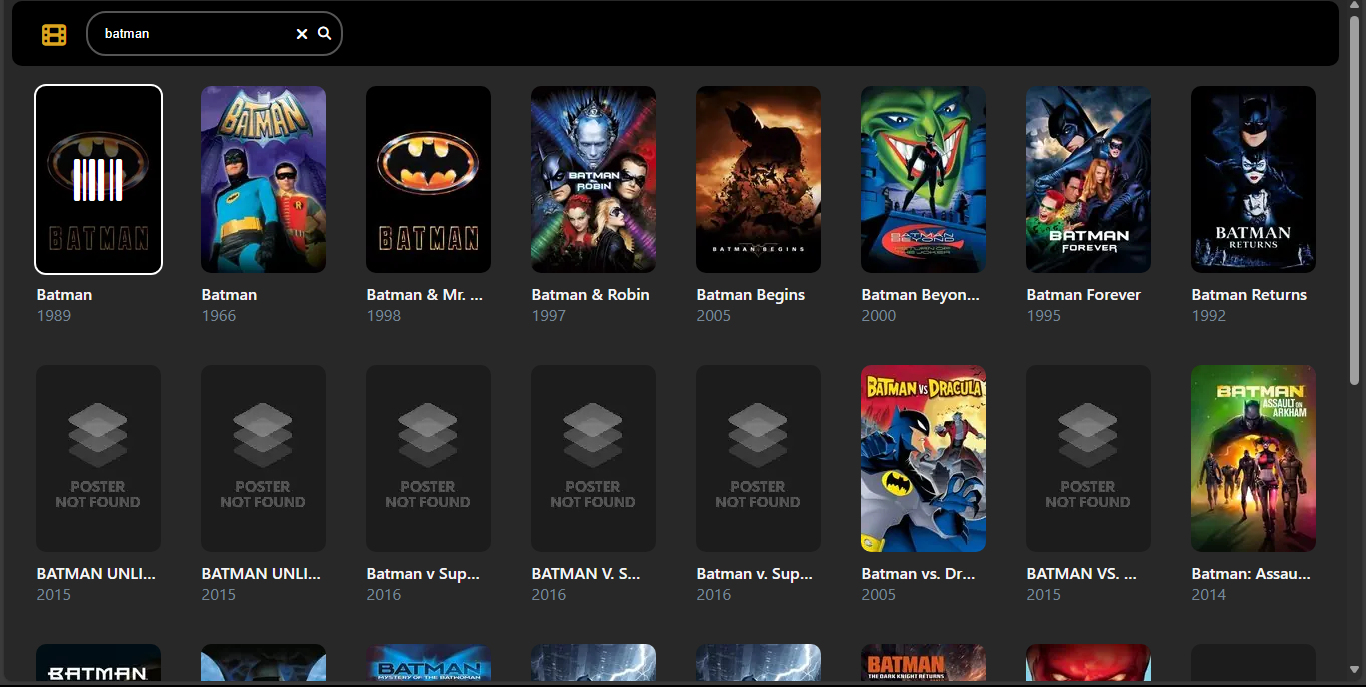 batman
BATMAN
BATMAN
BATMAN
BATMAN
& ROBIN
BATMAN BEGINS
BATMAN
BEYOND
RETURN OF
THE JOKER
BATMAN
FOREVER
BATMAN
RETURNS
Batman
1989
Batman
1966
Batman & Mr. ...
1998
Batman & Robin
1997
Batman Begins
2005
Batman Beyon...
2000
Batman Forever
1995
Batman Returns
1992
POSTER
NOT FOUND
POSTER
NOT FOUND
POSTER
NOT FOUND
POSTER
NOT FOUND
POSTER
NOT FOUND
BATMAN VS DRACULA
POSTER
NOT FOUND
BATMAN
ASSAULT ON
ARKHAM
BATMAN UNLI...
2015
BATMAN UNLI...
2015
Batman v Sup...
2016
BATMAN V. S...
2016
Batman v. Sup...
2016
Batman vs. Dr...
2005
BATMAN VS. ...
2015
Batman: Assau...
2014
BATMAN
BATMAN
MYSTERY OF THE BATWOMAN
BATMAN
THE DARK KNIGHT RETURNS